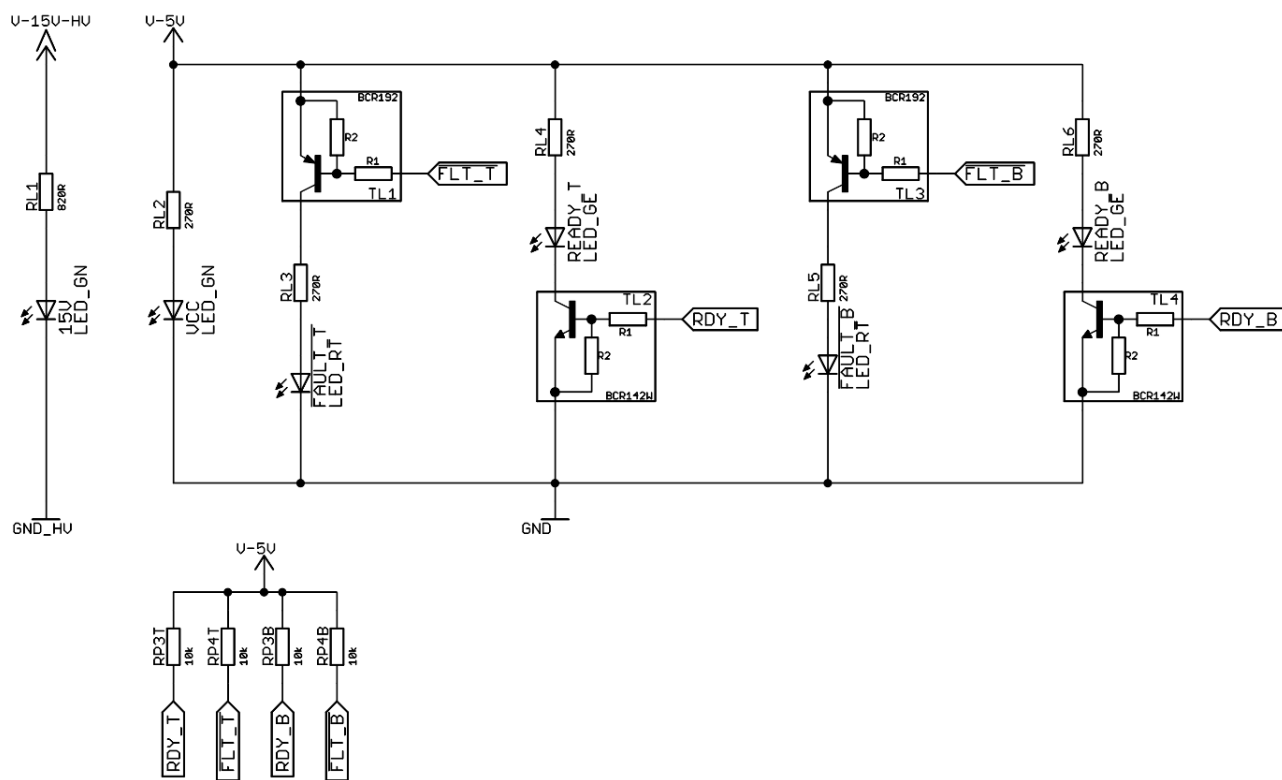 V-15V-HV
V-5V
BCR192
R2
R1
FLT_T
TL1
RL4
270R
BCR192
R2
R1
FLT_B
TL3
RL6
270R
RL1
820R
RL2
270R
READY_T
LED_GE
READY_B
LED_GE
RL3
270R
TL2
R1
R2
RDY_T
BCR142W
RL5
270R
TL4
R1
R2
RDY_B
BCR142W
15V
LED_GN
VCC
LED_GN
FAULT_T
LED_RT
FAULT_B
LED_RT
GND_HV
GND
V-5V
RP3T
10k
RP4T
10k
RP3B
10k
RP4B
10k
RDY_T
FLT_T
RDY_B
FLT_B